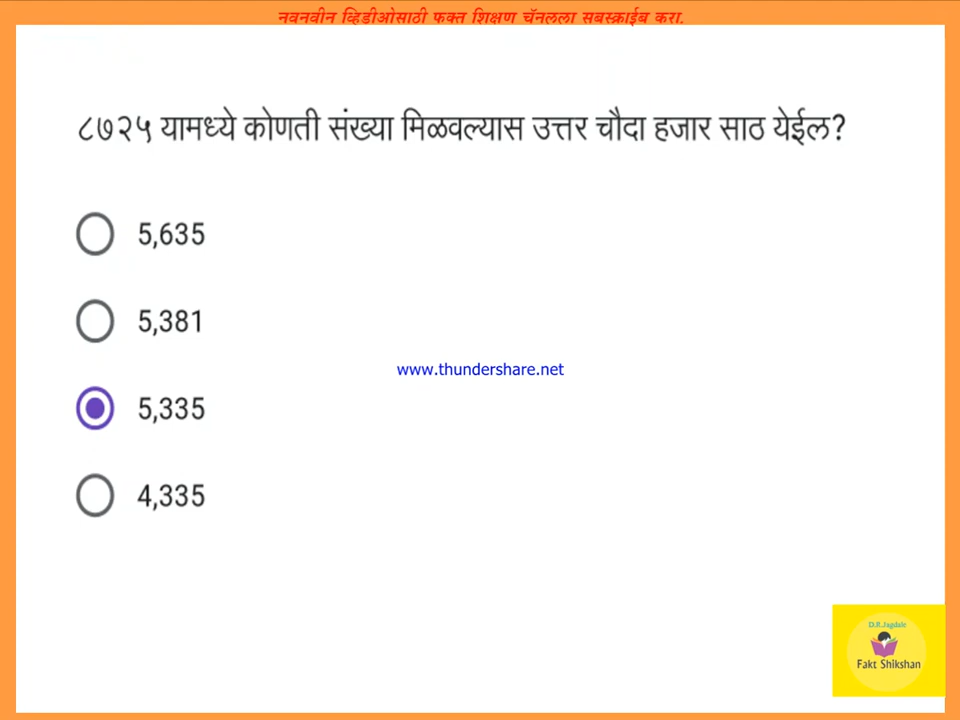 नवनवीन व्हिडीओसाठी फक्त शिक्षण चॅनलला सबस्क्राईब करा.
८७२५ यामध्ये कोणती संख्या मिळवल्यास उत्तर चौदा हजार साठ येईल?
5,635
5,381
www.thundershare.net
5,335
4,335
D.R.Jagdale
Fakt Shikshan